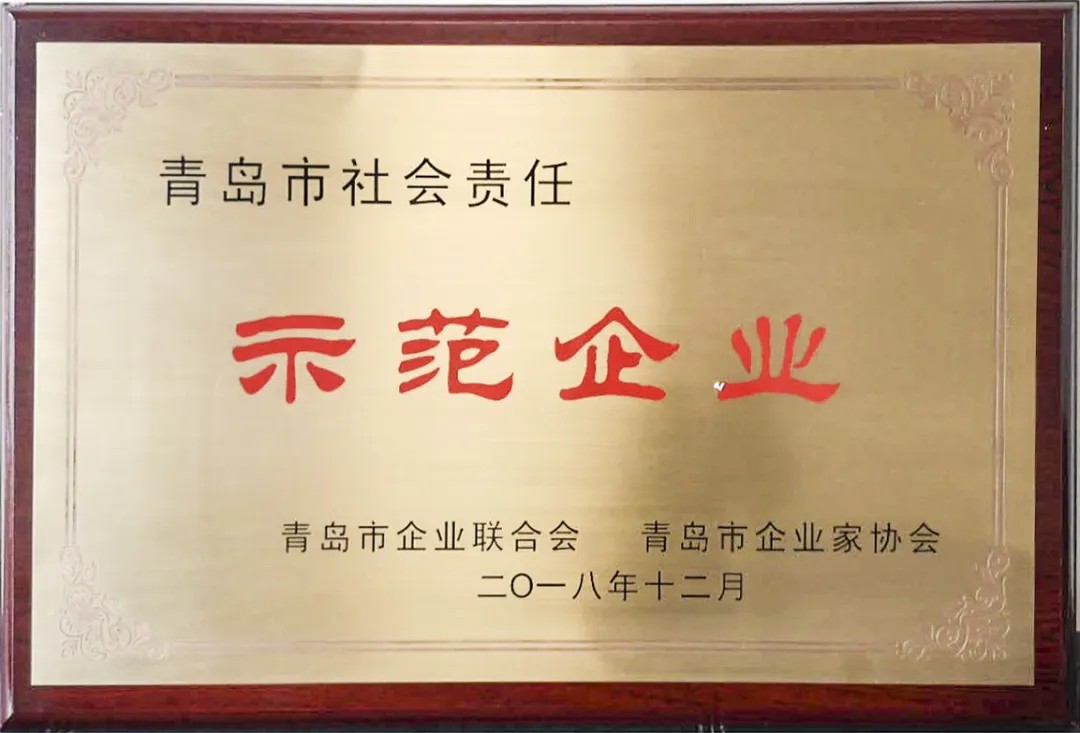 青岛市社会责任
示范企业
青岛市企业联合会 青岛市企业家协会
二〇一八年十二月